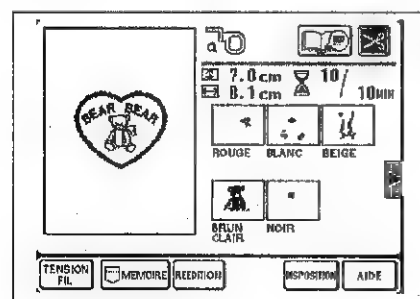 BEAR BEAR
7.0cm 10/
8.1cm 10MIN
ROUGE BLANC BEIGE
BRUN NOIR
CLAIR
TENSION
FIL
MEMOIRE
REEDITION
DISPOSITION
AIDE